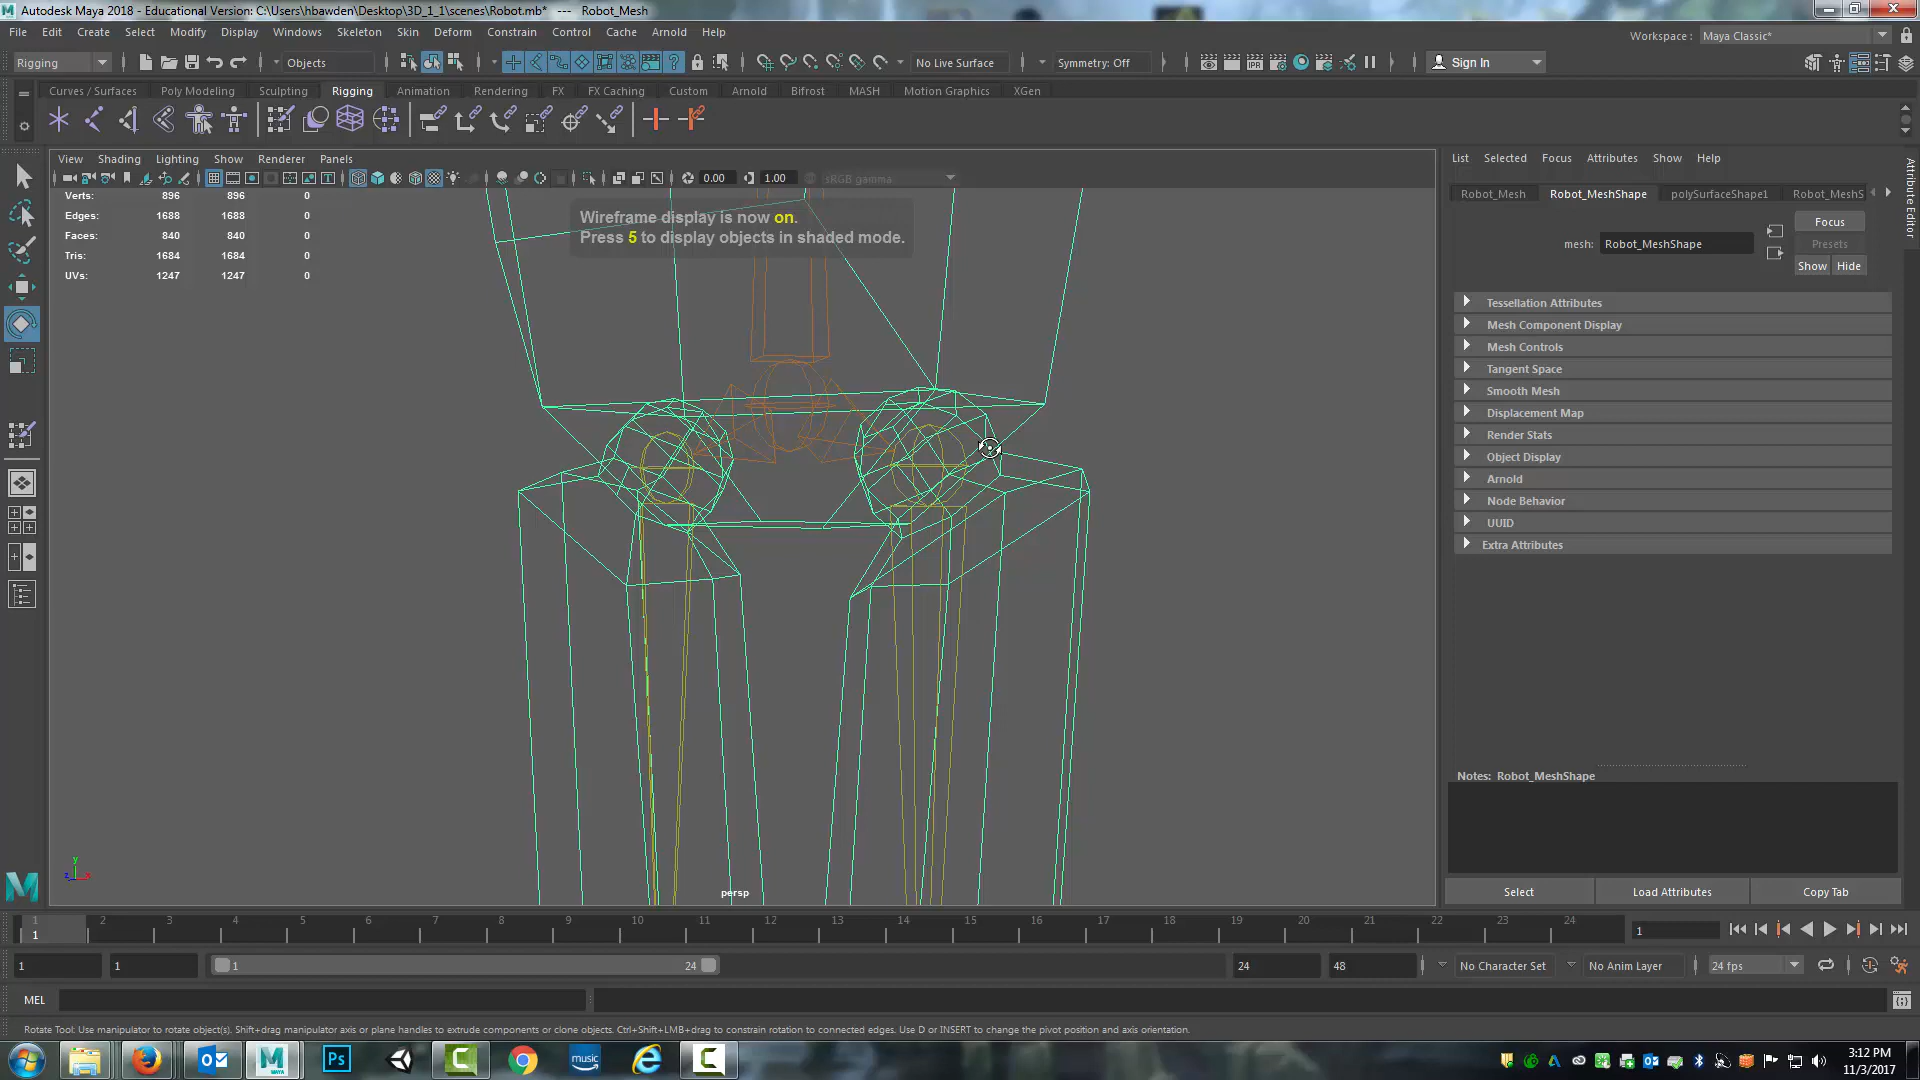 Autodesk Maya 2018 - Educational Version: C:\Users\hbawden\Desktop\3D_1_1\scenes\Robot.mb* --- Robot_Mesh
File Edit Create Select Modify Display Windows Skeleton Skin Deform Constrain Control Cache Arnold Help
Workspace : Maya Classic*
Rigging Objects No Live Surface Symmetry: Off Sign In
Curves / Surfaces Poly Modeling Sculpting Rigging Animation Rendering FX FX Caching Custom Arnold Bifrost MASH Motion Graphics XGen
View Shading Lighting Show Renderer Panels
0.00 1.00 sRGB gamma
Verts: 896 896 0
Edges: 1688 1688 0
Faces: 840 840 0
Tris: 1684 1684 0
UVs: 1247 1247 0
Wireframe display is now on.
Press 5 to display objects in shaded mode.
y
z x
persp
List Selected Focus Attributes Show Help
Robot_Mesh Robot_MeshShape polySurfaceShape1 Robot_MeshS
Attribute Editor
Focus
mesh: Robot_MeshShape Presets
Show Hide
Tessellation Attributes
Mesh Component Display
Mesh Controls
Tangent Space
Smooth Mesh
Displacement Map
Render Stats
Object Display
Arnold
Node Behavior
UUID
Extra Attributes
Notes: Robot_MeshShape
Select Load Attributes Copy Tab
1 2 3 4 5 6 7 8 9 10 11 12 13 14 15 16 17 18 19 20 21 22 23 24
1 1
1 1 1 24 24 48 No Character Set No Anim Layer 24 fps
MEL
Rotate Tool: Use manipulator to rotate object(s). Shift+drag manipulator axis or plane handles to extrude components or clone objects. Ctrl+Shift+LMB+drag to constrain rotation to connected edges. Use D or INSERT to change the pivot position and axis orientation.
3:12 PM
11/3/2017
MAYA Ps music